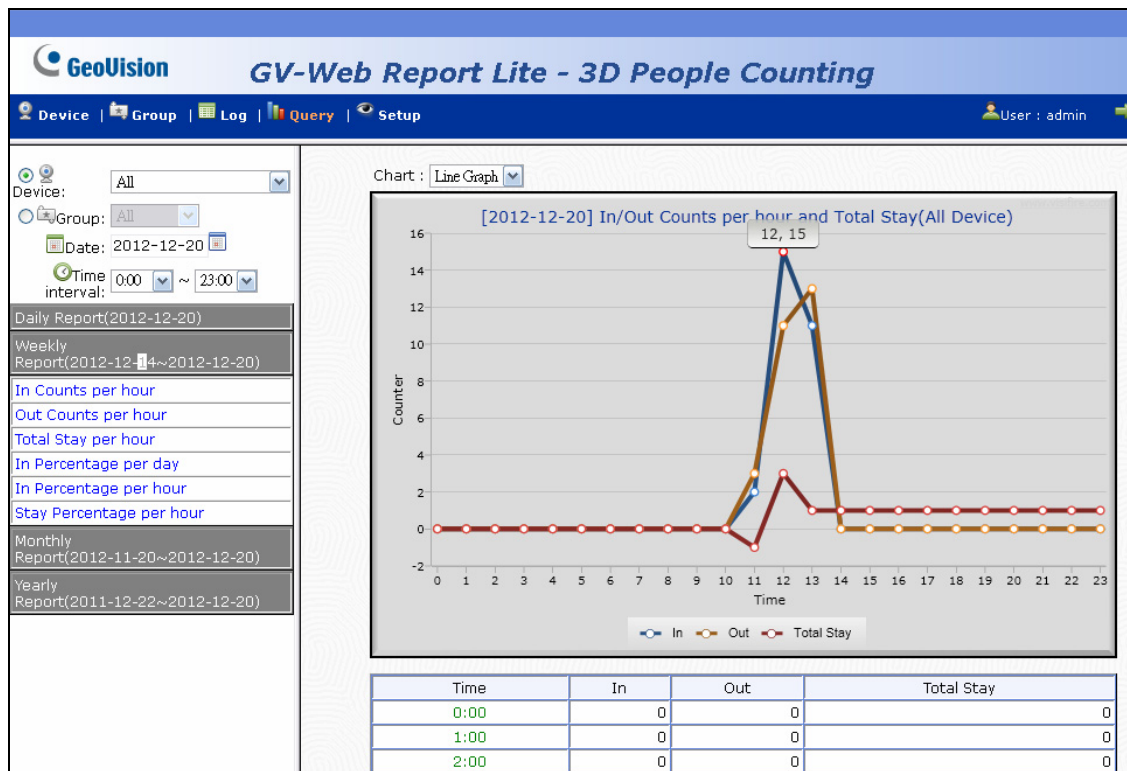 GeoVision
GV-Web Report Lite - 3D People Counting
Device | Group | Log | Query | Setup
User : admin
Device: All
Group: All
Date: 2012-12-20
Time interval: 0:00 ~ 23:00
Daily Report(2012-12-20)
Weekly
Report(2012-12-14~2012-12-20)
In Counts per hour
Out Counts per hour
Total Stay per hour
In Percentage per day
In Percentage per hour
Stay Percentage per hour
Monthly
Report(2012-11-20~2012-12-20)
Yearly
Report(2011-12-22~2012-12-20)
Chart : Line Graph
[2012-12-20] In/Out Counts per hour and Total Stay(All Device)
12, 15
16
14
12
10
8
6
4
2
0
-2
Counter
0 1 2 3 4 5 6 7 8 9 10 11 12 13 14 15 16 17 18 19 20 21 22 23
Time
In Out Total Stay
Time In Out Total Stay
0:00 0 0 0
1:00 0 0 0
2:00 0 0 0